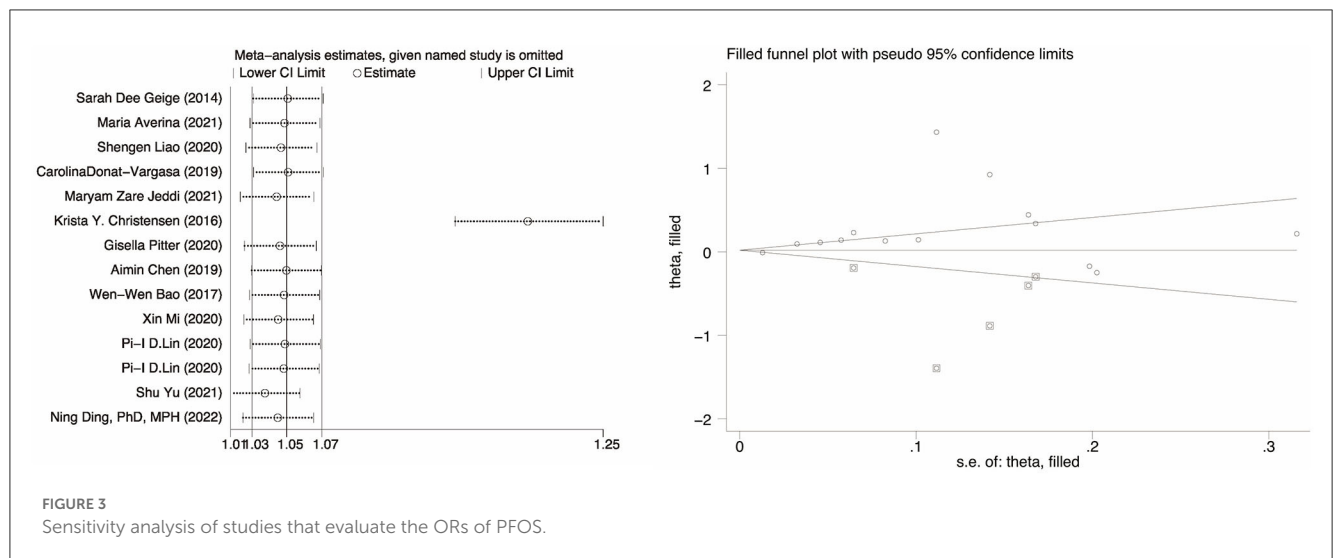 Meta-analysis estimates, given named study is omitted
Lower CI Limit Estimate Upper CI Limit
Sarah Dee Geige (2014)
Maria Averina (2021)
Shengen Liao (2020)
CarolinaDonat-Vargasa (2019)
Maryam Zare Jeddi (2021)
Krista Y. Christensen (2016)
Gisella Pitter (2020)
Aimin Chen (2019)
Wen-Wen Bao (2017)
Xin Mi (2020)
Pi-I D.Lin (2020)
Pi-I D.Lin (2020)
Shu Yu (2021)
Ning Ding, PhD, MPH (2022)
1.01 1.03 1.05 1.07 1.25
Filled funnel plot with pseudo 95% confidence limits
theta, filled
2
1
0
-1
-2
0 .1 .2 .3
s.e. of: theta, filled
FIGURE 3
Sensitivity analysis of studies that evaluate the ORs of PFOS.